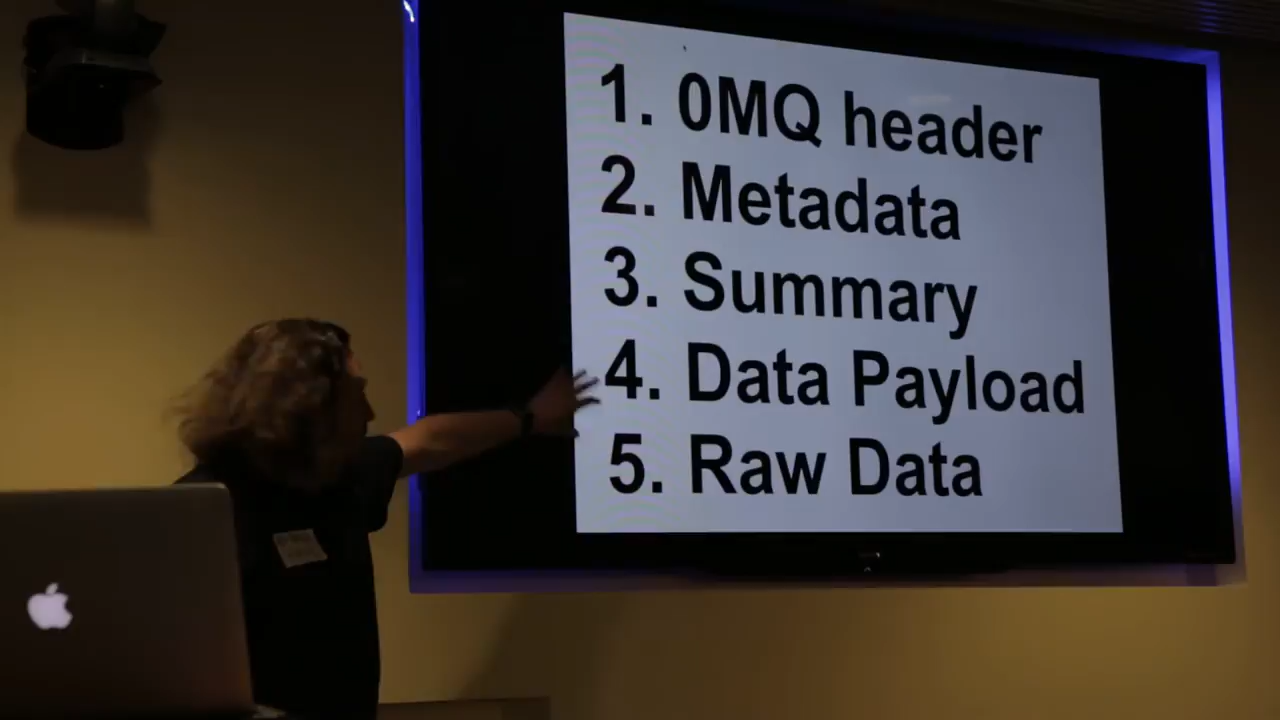 1. 0MQ header
2. Metadata
3. Summary
4. Data Payload
5. Raw Data